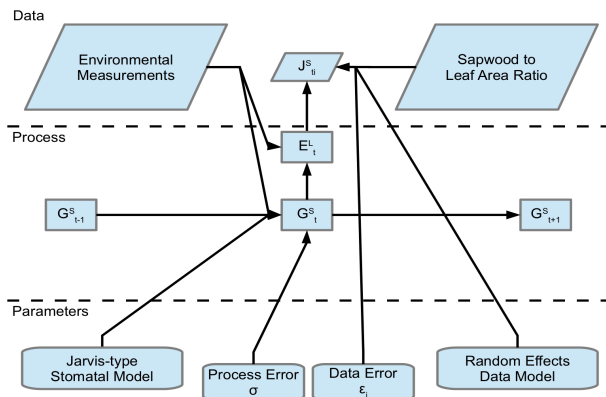 Data
Environmental
Measurements
J^S_ti
Sapwood to
Leaf Area Ratio
Process
E^L_t
G^S_t-1
G^S_t
G^S_t+1
Parameters
Jarvis-type
Stomatal Model
Process Error
σ
Data Error
ε_i
Random Effects
Data Model